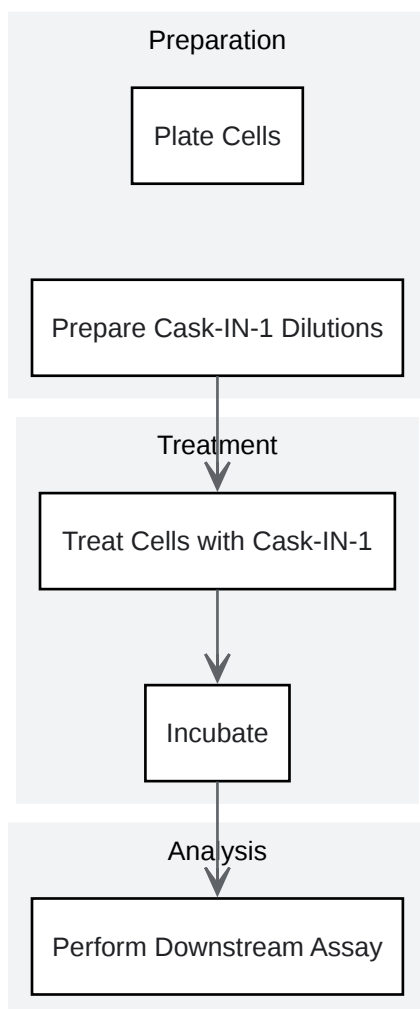 Preparation
Plate Cells
Prepare Cask-IN-1 Dilutions
Treatment
Treat Cells with Cask-IN-1
Incubate
Analysis
Perform Downstream Assay